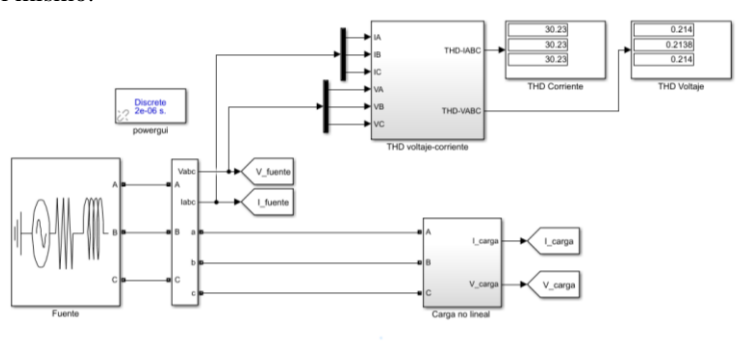 IA
IB
IC
VA
VB
VC
THD-IABC
THD-VABC
THD voltaje-corriente
30.23
30.23
30.23
THD Corriente
0.214
0.2138
0.214
THD Voltaje
Discrete
2e-06 s.
powergui
A
B
C
Fuente
A
B
C
Vabc
Iabc
a
b
c
V_fuente
I_fuente
A
B
C
I_carga
V_carga
Carga no lineal
I_carga
V_carga